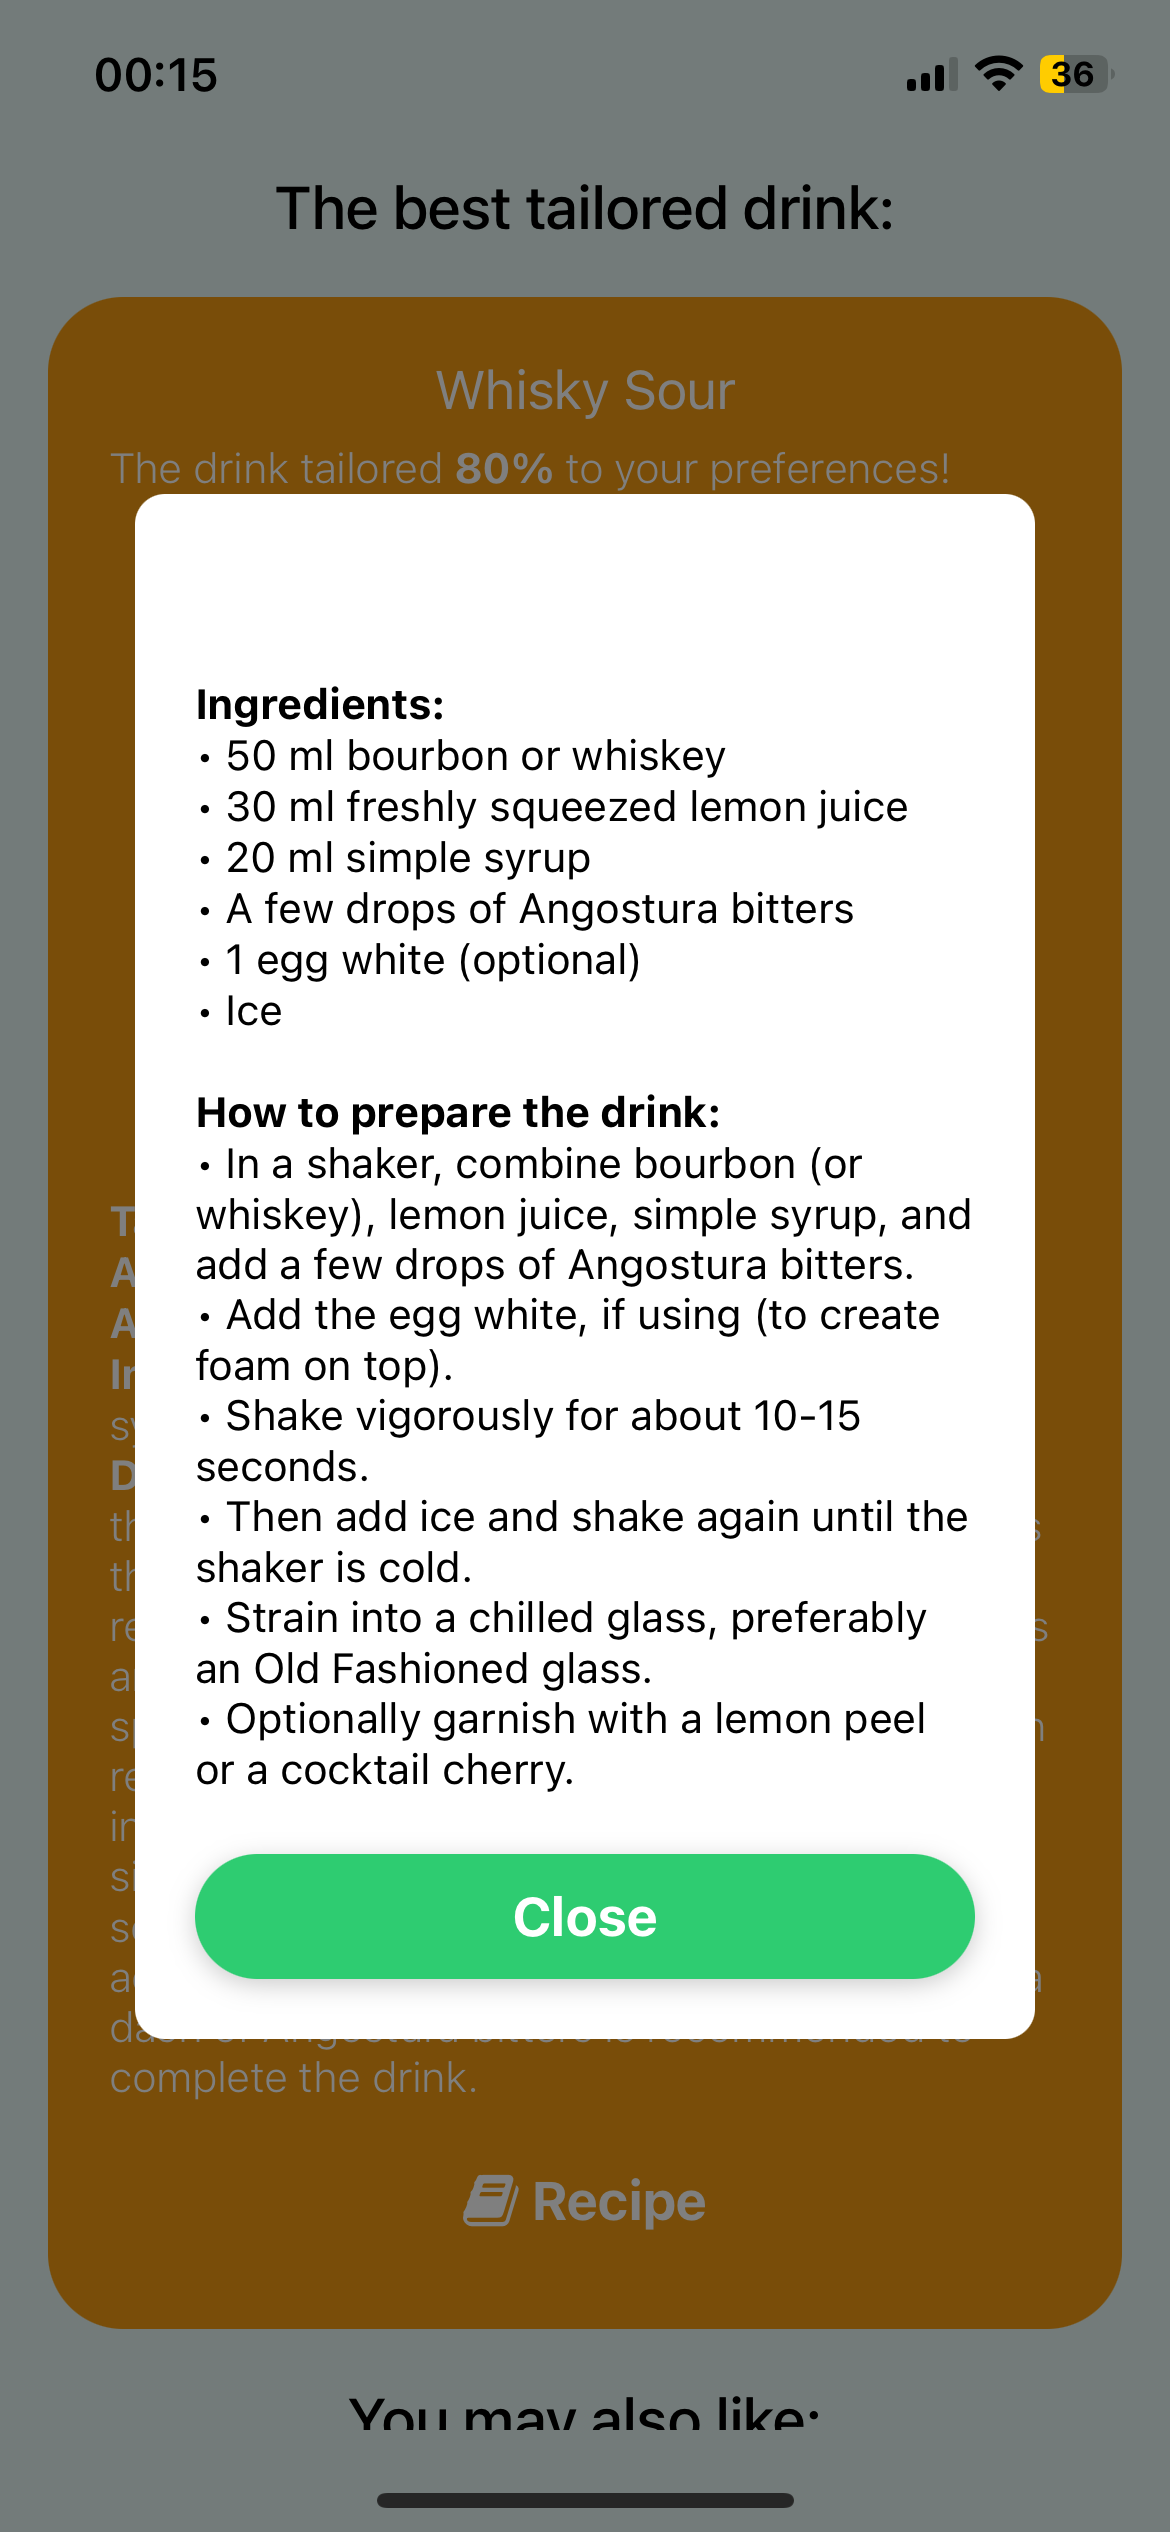 00:15
36
The best tailored drink:
Whisky Sour
The drink tailored 80% to your preferences!
Ingredients:
• 50 ml bourbon or whiskey
• 30 ml freshly squeezed lemon juice
• 20 ml simple syrup
• A few drops of Angostura bitters
• 1 egg white (optional)
• Ice
How to prepare the drink:
• In a shaker, combine bourbon (or
whiskey), lemon juice, simple syrup, and
add a few drops of Angostura bitters.
• Add the egg white, if using (to create
foam on top).
• Shake vigorously for about 10-15
seconds.
• Then add ice and shake again until the
shaker is cold.
• Strain into a chilled glass, preferably
an Old Fashioned glass.
• Optionally garnish with a lemon peel
or a cocktail cherry.
Close
complete the drink.
Recipe
You may also like: